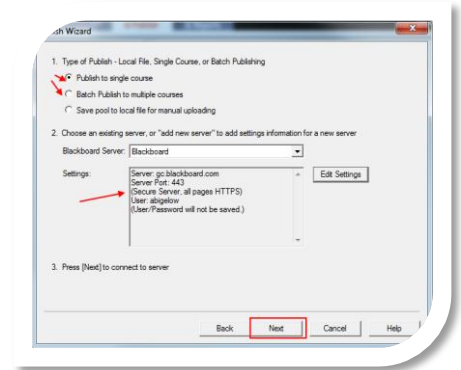 sh Wizard
1. Type of Publish - Local File, Single Course, or Batch Publishing
Publish to single course
Batch Publish to multiple courses
Save pool to local file for manual uploading
2. Choose an existing server, or "add new server" to add settings information for a new server
Blackboard Server: Blackboard
Settings: Server: gc.blackboard.com Edit Settings
Server Port: 443
(Secure Server, all pages HTTPS)
User: abigelow
(User/Password will not be saved.)
3. Press [Next] to connect to server
Back Next Cancel Help